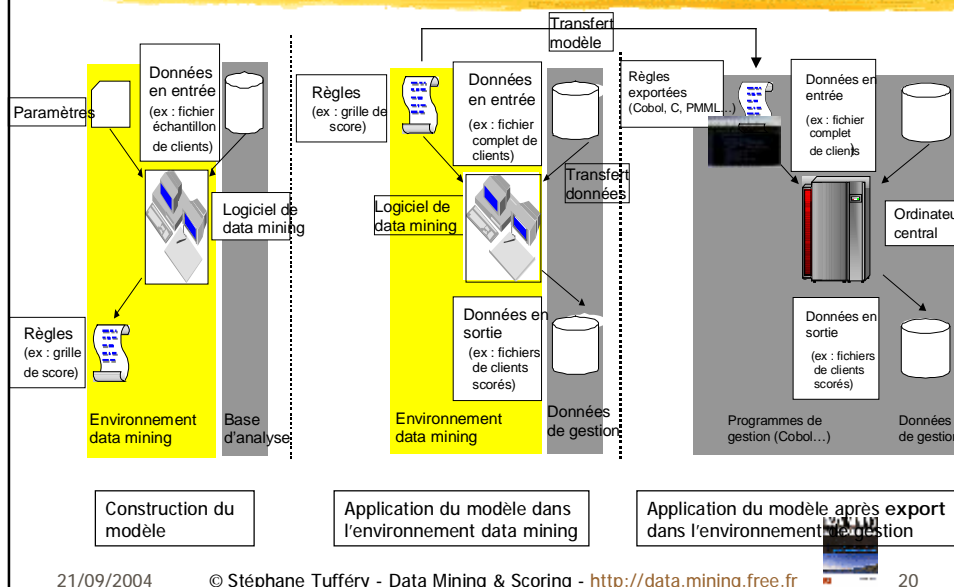 Transfert
modèle
Paramètres
Données
en entrée
(ex : fichier
échantillon
de clients)
Logiciel de
data mining
Règles
(ex : grille
de score)
Environnement
data mining
Base
d'analyse
Règles
(ex : grille de
score)
Données
en entrée
(ex : fichier
complet de
clients)
Transfert
données
Logiciel de
data mining
Données en
sortie
(ex : fichiers
de clients
scorés)
Environnement
data mining
Données
de gestion
Règles
exportées
(Cobol, C, PMML…)
Données en
entrée
(ex : fichier
complet
de clients)
Ordinateur
central
Données en
sortie
(ex : fichiers
de clients
scorés)
Programmes de
gestion (Cobol…)
Données
de gestion
Construction du
modèle
Application du modèle dans
l'environnement data mining
Application du modèle après export
dans l'environnement de gestion
21/09/2004 © Stéphane Tufféry - Data Mining & Scoring - http://data.mining.free.fr 20